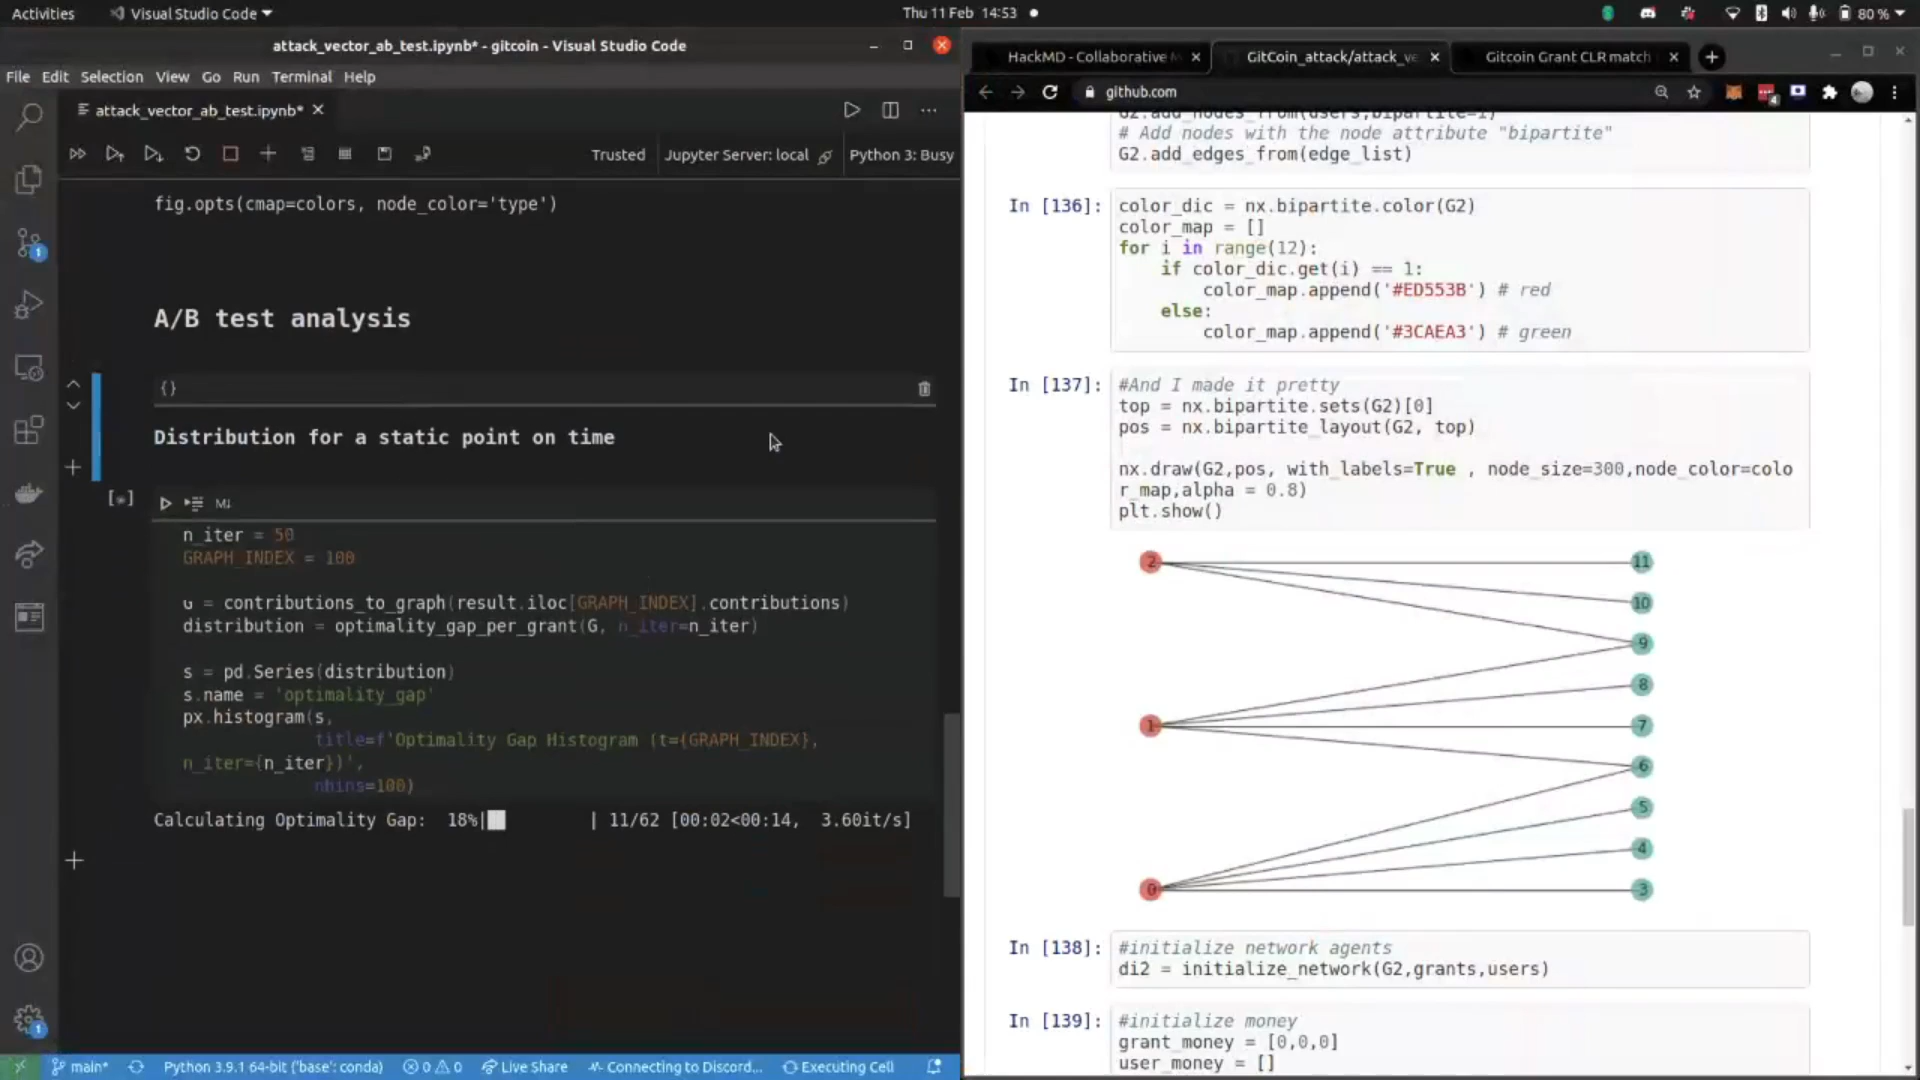 Activities
Visual Studio Code
Thu 11 Feb 14:53
80 %
attack_vector_ab_test.ipynb* - gitcoin - Visual Studio Code
File Edit Selection View Go Run Terminal Help
attack_vector_ab_test.ipynb*
Trusted
Jupyter Server: local
Python 3: Busy
fig.opts(cmap=colors, node_color='type')
A/B test analysis
{}
Distribution for a static point on time
[*]
M↓
n_iter = 50
GRAPH_INDEX = 100
= contributions_to_graph(result.iloc[GRAPH_INDEX].contributions)
distribution = optimality_gap_per_grant(G, n_iter=n_iter)
s = pd.Series(distribution)
s.name = 'optimality_gap'
px.histogram(s,
title=f'Optimality Gap Histogram (t={GRAPH_INDEX},
n_iter={n_iter})',
nbins=100)
Calculating Optimality Gap: 18%| | 11/62 [00:02<00:14, 3.60it/s]
1
1
main*
Python 3.9.1 64-bit ('base': conda)
0 0
Live Share
Connecting to Discord...
Executing Cell
HackMD - Collaborative
GitCoin_attack/attack_ve
Gitcoin Grant CLR match
github.com
4
G2.add_nodes_from(users,bipartite=1)
# Add nodes with the node attribute "bipartite"
G2.add_edges_from(edge_list)
In [136]:
color_dic = nx.bipartite.color(G2)
color_map = []
for i in range(12):
if color_dic.get(i) == 1:
color_map.append('#ED553B') # red
else:
color_map.append('#3CAEA3') # green
In [137]:
#And I made it pretty
top = nx.bipartite.sets(G2)[0]
pos = nx.bipartite_layout(G2, top)
nx.draw(G2,pos, with_labels=True , node_size=300,node_color=colo
r_map,alpha = 0.8)
plt.show()
2
11
10
9
8
1
7
6
5
4
0
3
In [138]:
#initialize network agents
di2 = initialize_network(G2,grants,users)
In [139]:
#initialize money
grant_money = [0,0,0]
user_money = []